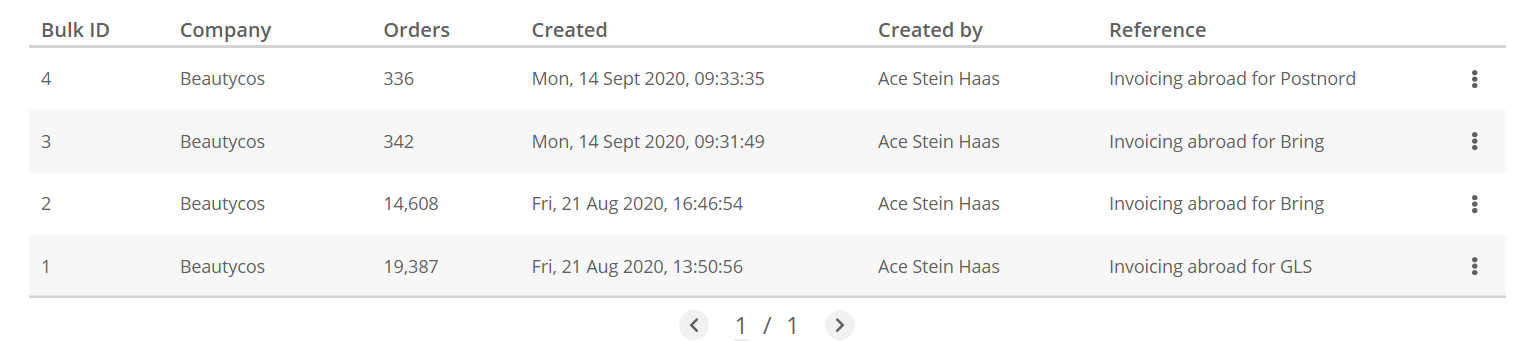 Bulk ID Company Orders Created Created by Reference
4 Beautycos 336 Mon, 14 Sept 2020, 09:33:35 Ace Stein Haas Invoicing abroad for Postnord
3 Beautycos 342 Mon, 14 Sept 2020, 09:31:49 Ace Stein Haas Invoicing abroad for Bring
2 Beautycos 14,608 Fri, 21 Aug 2020, 16:46:54 Ace Stein Haas Invoicing abroad for Bring
1 Beautycos 19,387 Fri, 21 Aug 2020, 13:50:56 Ace Stein Haas Invoicing abroad for GLS
1 / 1